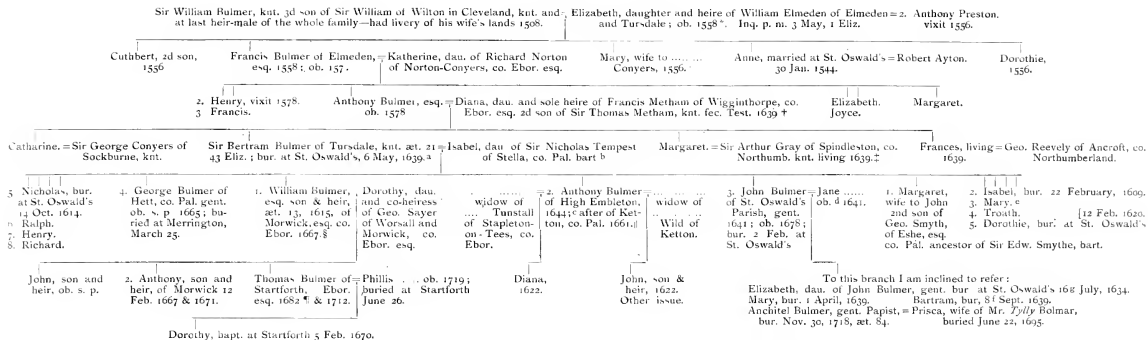 Sir William Bulmer, knt. 3d son of Sir William of Wilton in Cleveland, knt. and = Elizabeth, daughter and heire of William Elmeden of Elmeden = 2. Anthony Preston.
at last heir-male of the whole family—had livery of his wife's lands 1508. and Tursdale; ob. 1558*. Inq. p. m. 3 May, 1 Eliz. vixit 1556.
Cuthbert, 2d son, Francis Bulmer of Elmeden, = Katherine, dau. of Richard Norton Mary, wife to ...... Anne, married at St. Oswald's = Robert Ayton. Dorothie,
1556. esq. 1558; ob. 157. of Norton-Conyers, co. Ebor. esq. Conyers, 1556. 30 Jan. 1544. 1556.
2. Henry, vixit 1578. Anthony Bulmer, esq. = Diana, dau. and sole heire of Francis Metham of Wigginthorpe, co. Elizabeth. Margaret.
3 Francis. ob. 1578 Ebor. esq. 2d son of Sir Thomas Metham, knt. fec. Test. 1639 † Joyce.
Catharine. = Sir George Conyers of Sir Bertram Bulmer of Tursdale, knt. æt. 21 = Isabel, dau of Sir Nicholas Tempest Margaret. = Sir Arthur Gray of Spindleston, co. Frances, living = Geo. Reevely of Ancroft, co.
Sockburne, knt. 43 Eliz.; bur. at St. Oswald's, 6 May, 1639.ª of Stella, co. Pal. bart b Northumb. knt. living 1639.‡ 1639. Northumberland.
5 Nicholas, bur. 4. George Bulmer of 1. William Bulmer, Dorothy, dau. . ........ = 2. Anthony Bulmer = ........ 3. John Bulmer = Jane ...... 1. Margaret, 2. Isabel, bur. 22 February, 1609.
at St. Oswald's Hett, co. Pal. gent. esq. son & heir, and co-heiress widow of of High Embleton, widow of of St. Oswald's ob. d 1641. wife to John 3. Mary. e
14 Oct. 1614. ob. s. p 1665; bu- æt. 13, 1615, of of Geo. Sayer .... Tunstall 1644; c after of Ket- .. .... Parish, gent. 2nd son of 4. Troath. [12 Feb. 1620.
6 Ralph. ried at Merrington, Morwick, esq. co. of Worsall and of Stapleton- ton, co. Pal. 1661.|| Wild of 1641; ob. 1678; Geo. Smyth, 5. Dorothie, bur. at St. Oswald's
7. Henry. March 25. Ebor. 1667.§ Morwick, co. on-Tees, co. Ketton. bur. 2 Feb. at of Eshe, esq.
8. Richard. Ebor. esq. Ebor. St. Oswald's co. Pal. ancestor of Sir Edw. Smythe, bart.
John, son and 2. Anthony, son and Thomas Bulmer of = Phillis .. . ob. 1719; Diana, John, son & To this branch I am inclined to refer:
heir, ob. s. p. heir, of Morwick 12 Startforth, Ebor. buried at Startforth 1622. heir, 1622. Elizabeth, dau. of John Bulmer, gent. bur at St. Oswald's 16 g July, 1634.
Feb. 1667 & 1671. esq. 1682 ¶ & 1712. June 26. Other issue. Mary, bur. 1 April, 1639. Bartram, bur, 8 f Sept. 1639.
Anchitel Bulmer, gent. Papist, = Prisca, wife of Mr. Tylly Bolmar,
bur. Nov. 30, 1718, æt. 84. buried June 22, 1695.
Dorothy, bapt. at Startforth 5 Feb. 1670.